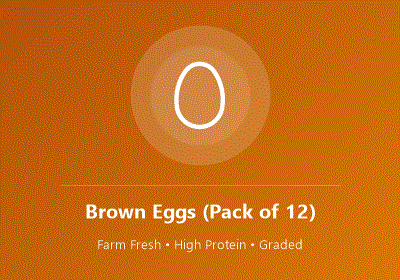 Brown Eggs (Pack of 12)
Farm Fresh • High Protein • Graded